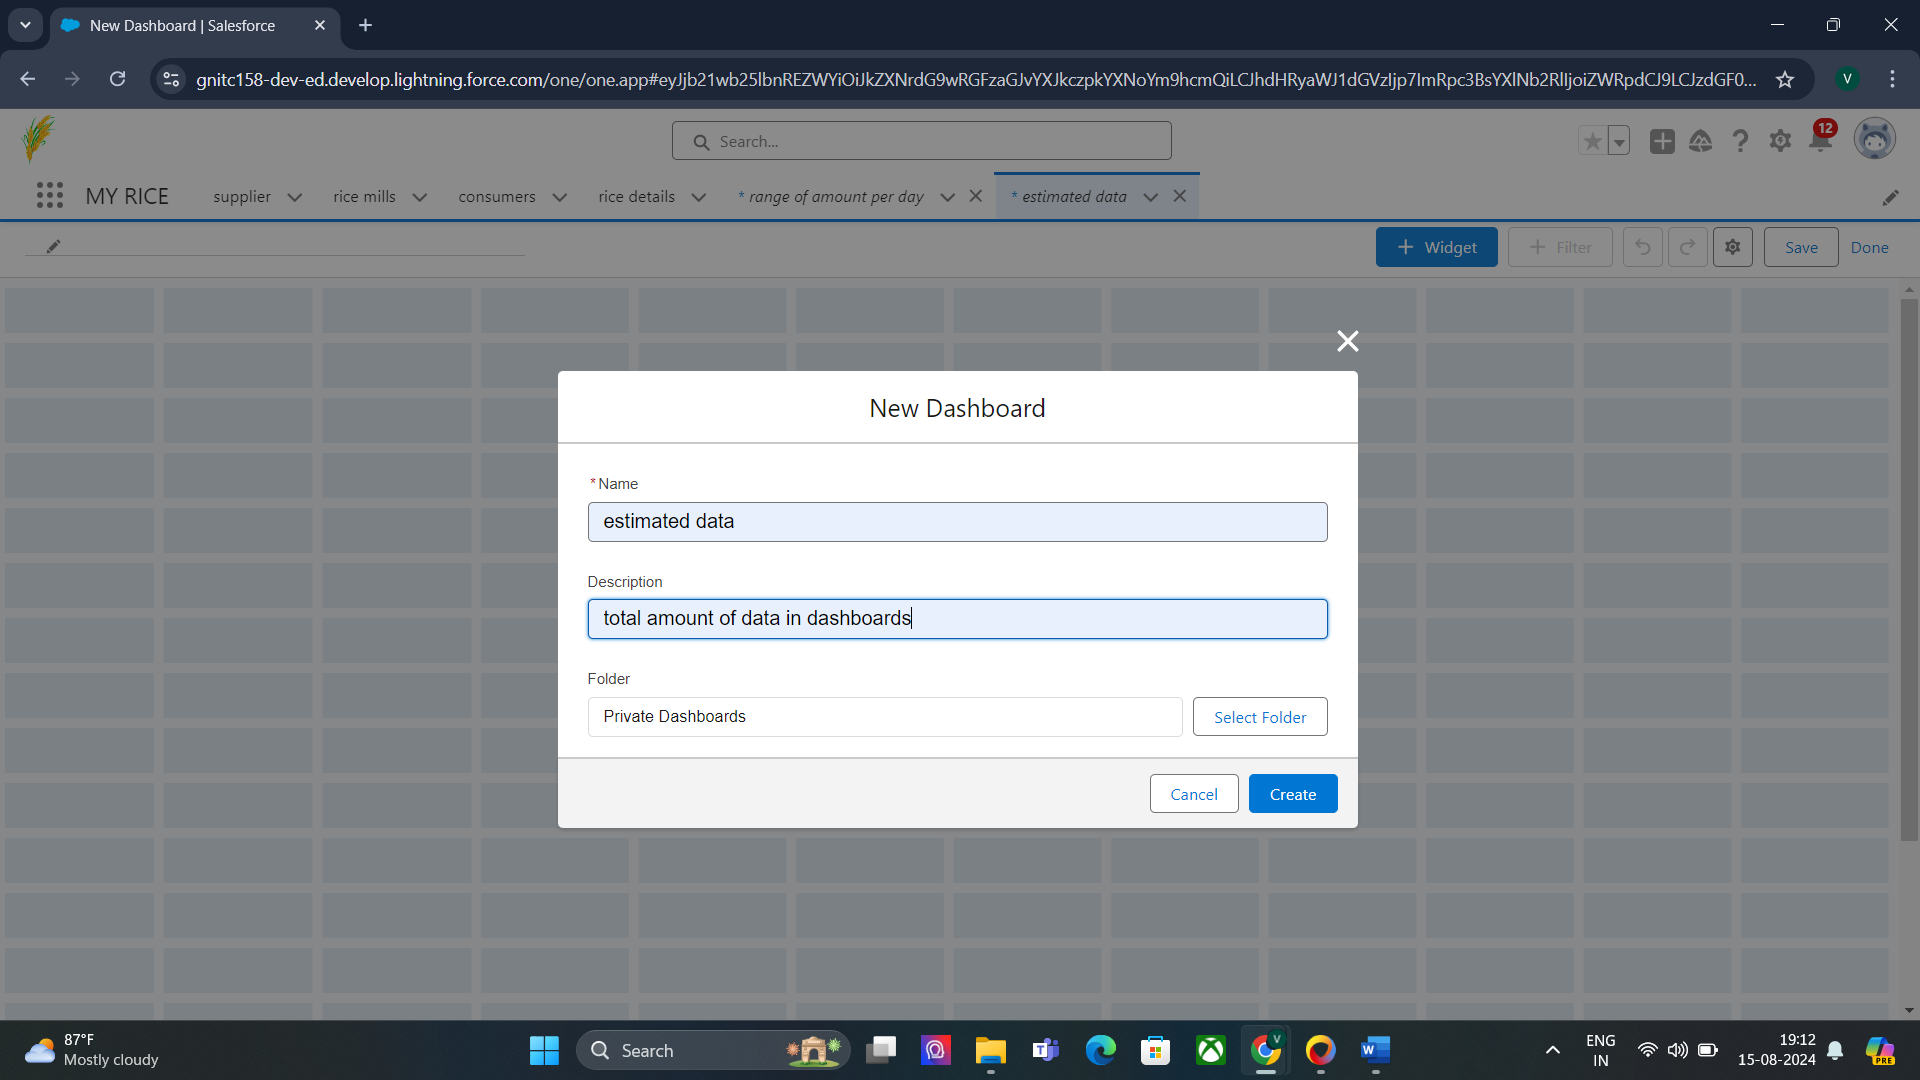 New Dashboard | Salesforce
gnitc158-dev-ed.develop.lightning.force.com/one/one.app#eyJjb21wb25lbnREZWYiOiJkZXNrdG9wRGFzaGJvYXJkczpkYXNoYm9hcmQiLCJhdHRyaWJ1dGVzIjp7ImRpc3BsYXlNb2RlIjoiZWRpdCJ9LCJzdGF0...
V
Search...
12
MY RICE
supplier
rice mills
consumers
rice details
* range of amount per day
* estimated data
+ Widget
+ Filter
Save
Done
New Dashboard
*Name
estimated data
Description
total amount of data in dashboards
Folder
Private Dashboards
Select Folder
Cancel
Create
87°F
Mostly cloudy
Search
V
ENG
IN
19:12
15-08-2024
PRE